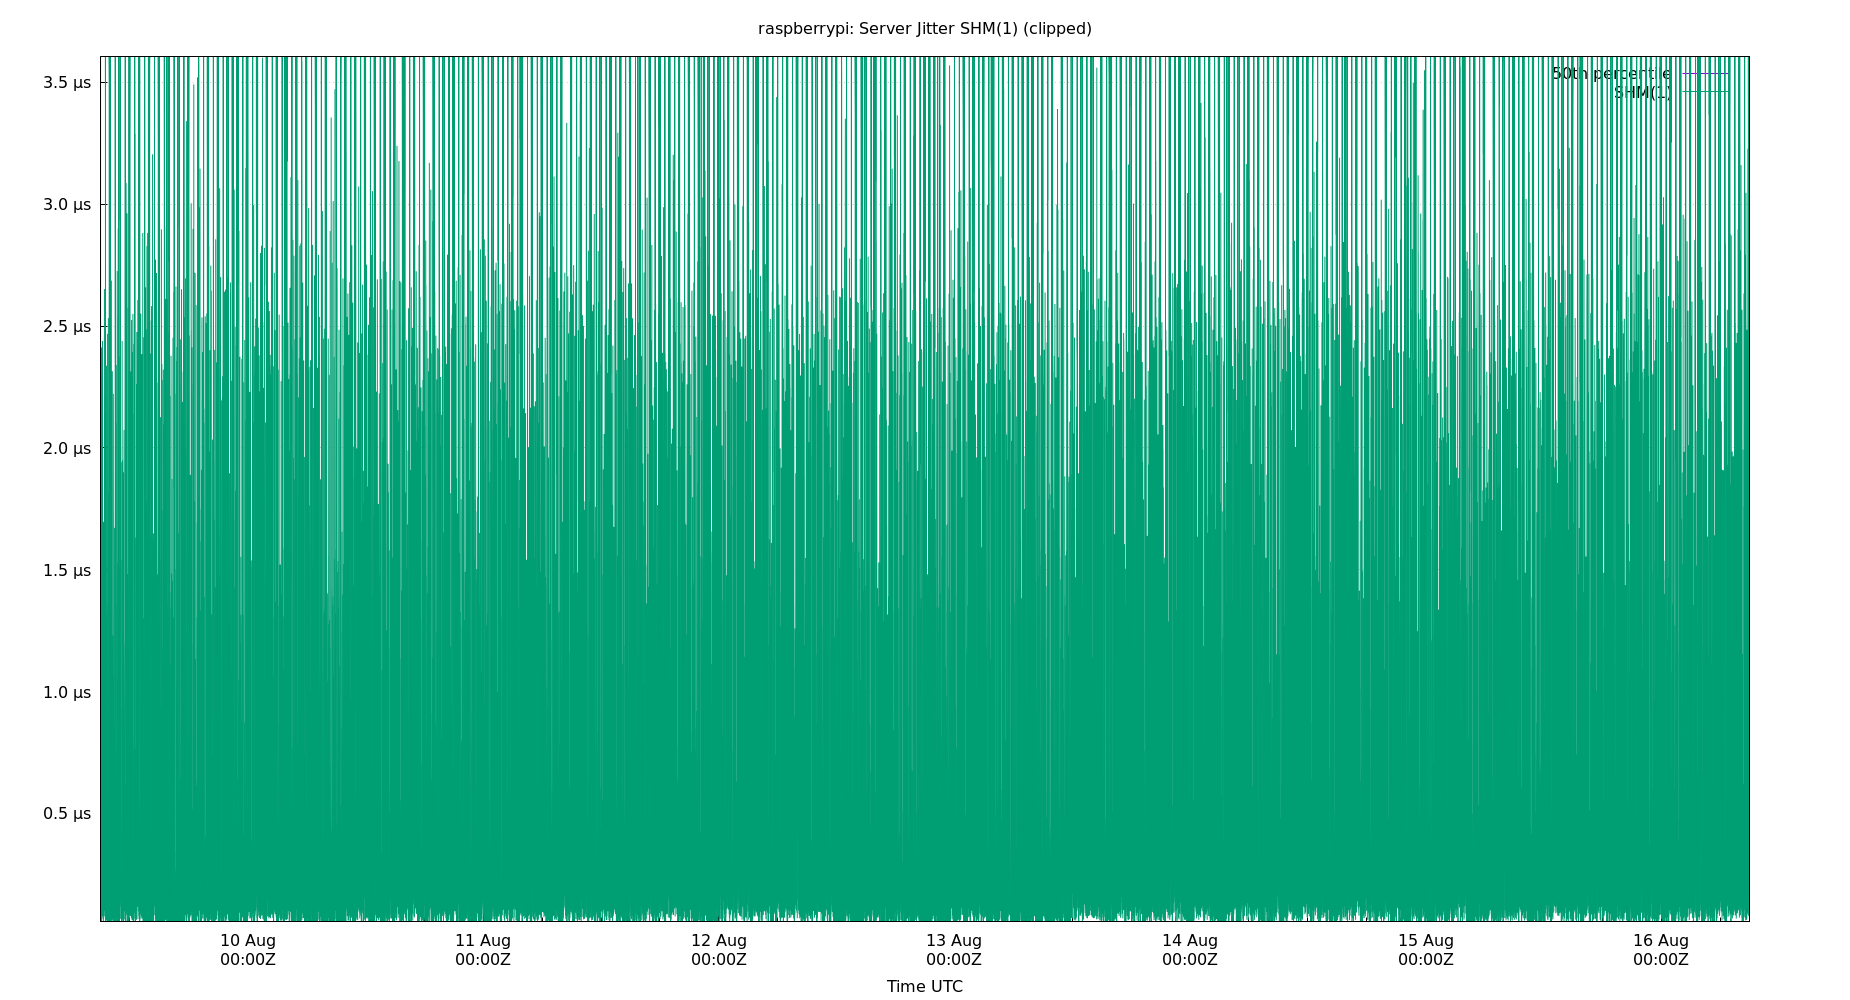 raspberrypi: Server Jitter SHM(1) (clipped)
3.5 µs
50th percentile
SHM(1)
3.0 µs
2.5 µs
2.0 µs
1.5 µs
1.0 µs
0.5 µs
10 Aug 11 Aug 12 Aug 13 Aug 14 Aug 15 Aug 16 Aug
00:00Z 00:00Z 00:00Z 00:00Z 00:00Z 00:00Z 00:00Z
Time UTC